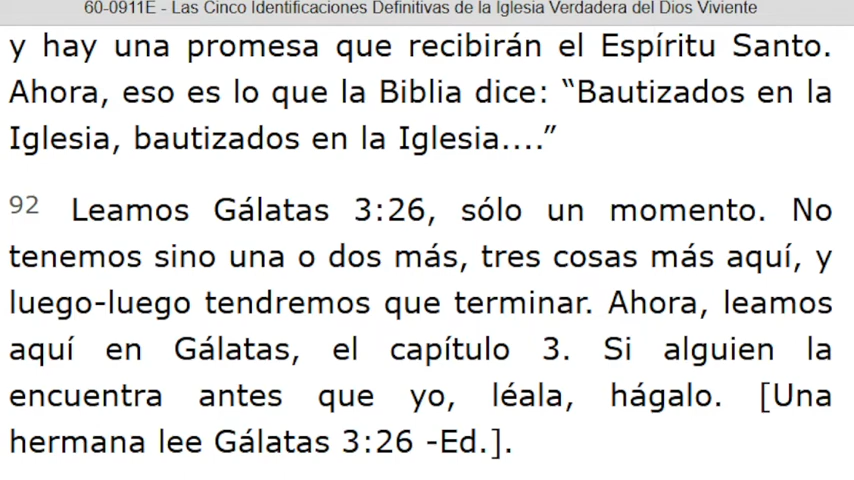 60-0911E - Las Cinco Identificaciones Definitivas de la Iglesia Verdadera del Dios Viviente
y hay una promesa que recibirán el Espíritu Santo.
Ahora, eso es lo que la Biblia dice: “Bautizados en la
Iglesia, bautizados en la Iglesia....”
92 Leamos Gálatas 3:26, sólo un momento. No
tenemos sino una o dos más, tres cosas más aquí, y
luego-luego tendremos que terminar. Ahora, leamos
aquí en Gálatas, el capítulo 3. Si alguien la
encuentra antes que yo, léala, hágalo. [Una
hermana lee Gálatas 3:26 -Ed.].